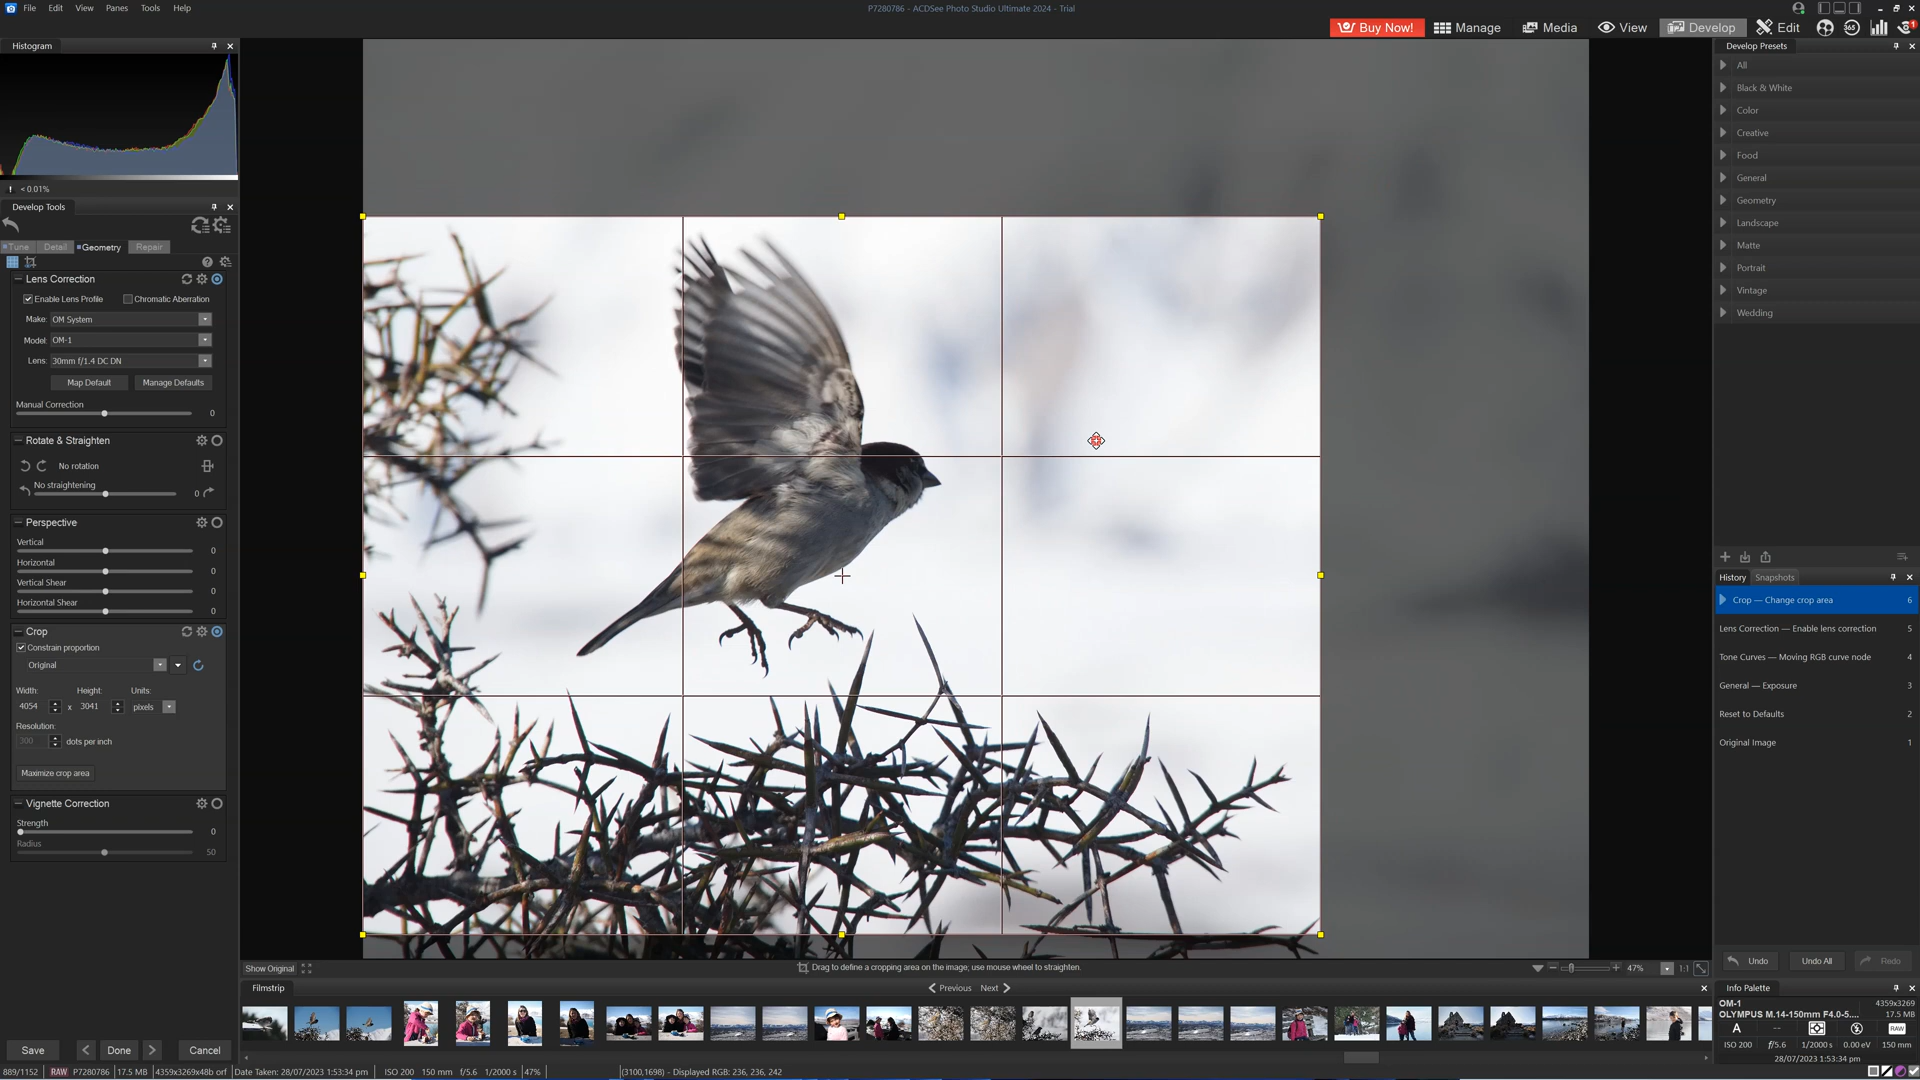 File Edit View Panes Tools Help
P7280786 - ACDSee Photo Studio Ultimate 2024 - Trial
Buy Now! Manage Media View Develop Edit
365
1
Histogram
< 0.01%
Develop Tools
Tune Detail Geometry Repair
Lens Correction
Enable Lens Profile Chromatic Aberration
Make: OM System
Model: OM-1
Lens: 30mm f/1.4 DC DN
Map Default Manage Defaults
Manual Correction
0
Rotate & Straighten
No rotation
No straightening
0
Perspective
Vertical
0
Horizontal
0
Vertical Shear
0
Horizontal Shear
0
Crop
Constrain proportion
Original
Width: Height: Units:
4054 x 3041 pixels
Resolution:
300 dots per inch
Maximize crop area
Vignette Correction
Strength
0
Radius
50
Save Done Cancel
Show Original
Drag to define a cropping area on the image; use mouse wheel to straighten.
47% 1:1
Filmstrip
Previous Next
Develop Presets
All
Black & White
Color
Creative
Food
General
Geometry
Landscape
Matte
Portrait
Vintage
Wedding
History Snapshots
Crop — Change crop area 6
Lens Correction — Enable lens correction 5
Tone Curves — Moving RGB curve node 4
General — Exposure 3
Reset to Defaults 2
Original Image 1
Undo Undo All Redo
Info Palette
OM-1 4359x3269
OLYMPUS M.14-150mm F4.0-5.... 17.5 MB
A -- RAW
ISO 200 f/5.6 1/2000 s 0.00 eV 150 mm
28/07/2023 1:53:34 pm
889/1152 RAW P7280786 17.5 MB 4359x3269x48b orf Date Taken: 28/07/2023 1:53:34 pm ISO 200 150 mm f/5.6 1/2000 s 47% (3100,1698) - Displayed RGB: 236, 236, 242